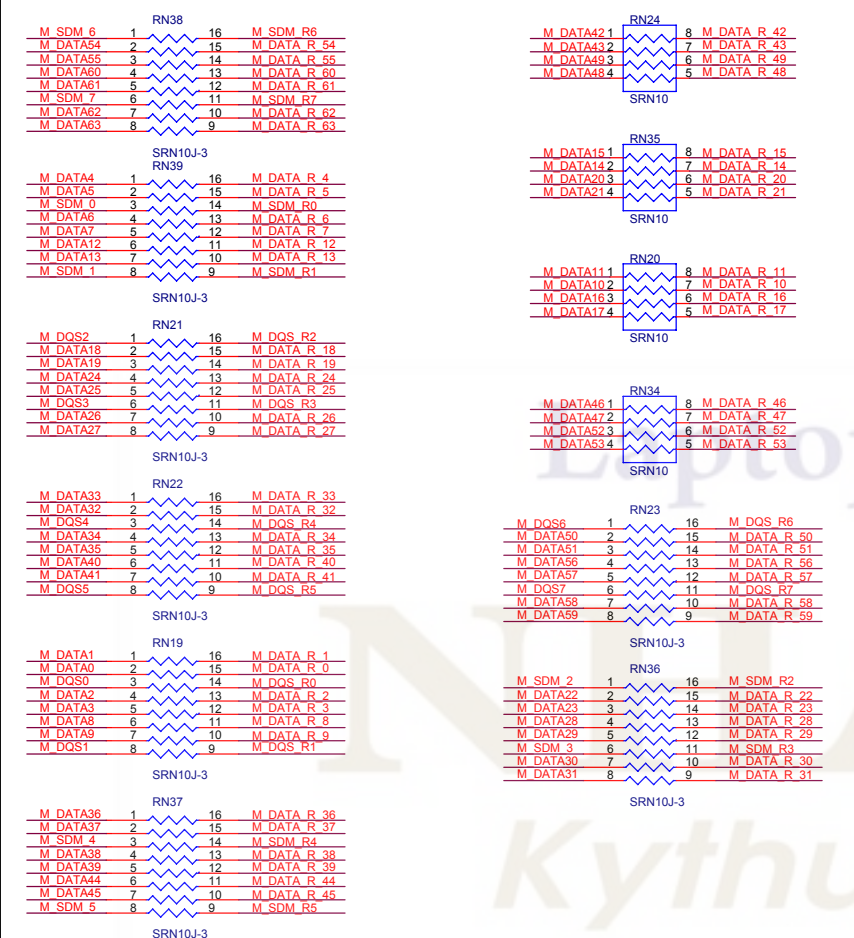 RN38
M_SDM_6 1 16 M_SDM_R6
M_DATA54 2 15 M_DATA_R_54
M_DATA55 3 14 M_DATA_R_55
M_DATA60 4 13 M_DATA_R_60
M_DATA61 5 12 M_DATA_R_61
M_SDM_7 6 11 M_SDM_R7
M_DATA62 7 10 M_DATA_R_62
M_DATA63 8 9 M_DATA_R_63
SRN10J-3
RN39
M_DATA4 1 16 M_DATA_R_4
M_DATA5 2 15 M_DATA_R_5
M_SDM_0 3 14 M_SDM_R0
M_DATA6 4 13 M_DATA_R_6
M_DATA7 5 12 M_DATA_R_7
M_DATA12 6 11 M_DATA_R_12
M_DATA13 7 10 M_DATA_R_13
M_SDM_1 8 9 M_SDM_R1
SRN10J-3
RN21
M_DQS2 1 16 M_DQS_R2
M_DATA18 2 15 M_DATA_R_18
M_DATA19 3 14 M_DATA_R_19
M_DATA24 4 13 M_DATA_R_24
M_DATA25 5 12 M_DATA_R_25
M_DQS3 6 11 M_DQS_R3
M_DATA26 7 10 M_DATA_R_26
M_DATA27 8 9 M_DATA_R_27
SRN10J-3
RN22
M_DATA33 1 16 M_DATA_R_33
M_DATA32 2 15 M_DATA_R_32
M_DQS4 3 14 M_DQS_R4
M_DATA34 4 13 M_DATA_R_34
M_DATA35 5 12 M_DATA_R_35
M_DATA40 6 11 M_DATA_R_40
M_DATA41 7 10 M_DATA_R_41
M_DQS5 8 9 M_DQS_R5
SRN10J-3
RN19
M_DATA1 1 16 M_DATA_R_1
M_DATA0 2 15 M_DATA_R_0
M_DQS0 3 14 M_DQS_R0
M_DATA2 4 13 M_DATA_R_2
M_DATA3 5 12 M_DATA_R_3
M_DATA8 6 11 M_DATA_R_8
M_DATA9 7 10 M_DATA_R_9
M_DQS1 8 9 M_DQS_R1
SRN10J-3
RN37
M_DATA36 1 16 M_DATA_R_36
M_DATA37 2 15 M_DATA_R_37
M_SDM_4 3 14 M_SDM_R4
M_DATA38 4 13 M_DATA_R_38
M_DATA39 5 12 M_DATA_R_39
M_DATA44 6 11 M_DATA_R_44
M_DATA45 7 10 M_DATA_R_45
M_SDM_5 8 9 M_SDM_R5
SRN10J-3
RN24
M_DATA42 1 8 M_DATA_R_42
M_DATA43 2 7 M_DATA_R_43
M_DATA49 3 6 M_DATA_R_49
M_DATA48 4 5 M_DATA_R_48
SRN10
RN35
M_DATA15 1 8 M_DATA_R_15
M_DATA14 2 7 M_DATA_R_14
M_DATA20 3 6 M_DATA_R_20
M_DATA21 4 5 M_DATA_R_21
SRN10
RN20
M_DATA11 1 8 M_DATA_R_11
M_DATA10 2 7 M_DATA_R_10
M_DATA16 3 6 M_DATA_R_16
M_DATA17 4 5 M_DATA_R_17
SRN10
RN34
M_DATA46 1 8 M_DATA_R_46
M_DATA47 2 7 M_DATA_R_47
M_DATA52 3 6 M_DATA_R_52
M_DATA53 4 5 M_DATA_R_53
SRN10
RN23
M_DQS6 1 16 M_DQS_R6
M_DATA50 2 15 M_DATA_R_50
M_DATA51 3 14 M_DATA_R_51
M_DATA56 4 13 M_DATA_R_56
M_DATA57 5 12 M_DATA_R_57
M_DQS7 6 11 M_DQS_R7
M_DATA58 7 10 M_DATA_R_58
M_DATA59 8 9 M_DATA_R_59
SRN10J-3
RN36
M_SDM_2 1 16 M_SDM_R2
M_DATA22 2 15 M_DATA_R_22
M_DATA23 3 14 M_DATA_R_23
M_DATA28 4 13 M_DATA_R_28
M_DATA29 5 12 M_DATA_R_29
M_SDM_3 6 11 M_SDM_R3
M_DATA30 7 10 M_DATA_R_30
M_DATA31 8 9 M_DATA_R_31
SRN10J-3